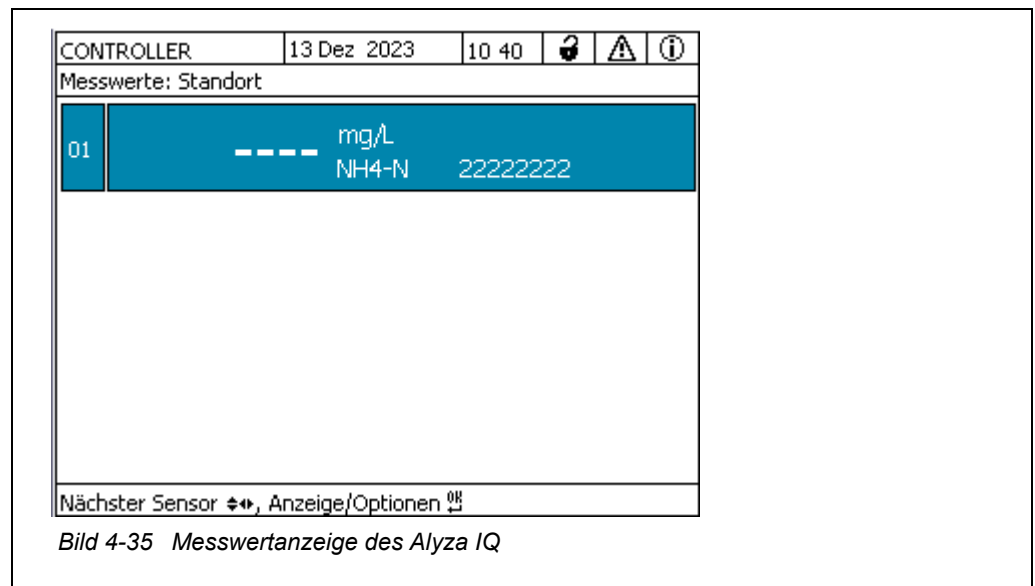 CONTROLLER 13 Dez 2023 10 40
Messwerte: Standort
01 ---- mg/L
NH4-N 22222222
Nächster Sensor, Anzeige/Optionen OK
Bild 4-35 Messwertanzeige des Alyza IQ